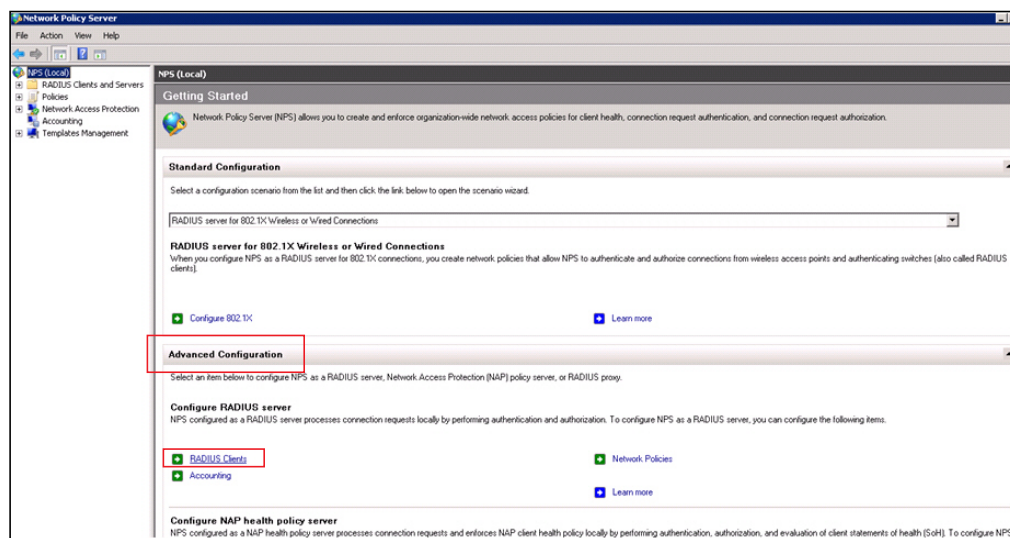 Network Policy Server
File Action View Help
NPS (Local)
RADIUS Clients and Servers
Policies
Network Access Protection
Accounting
Templates Management
NPS (Local)
Getting Started
Network Policy Server (NPS) allows you to create and enforce organization-wide network access policies for client health, connection request authentication, and connection request authorization.
Standard Configuration
Select a configuration scenario from the list and then click the link below to open the scenario wizard.
RADIUS server for 802.1X Wireless or Wired Connections
RADIUS server for 802.1X Wireless or Wired Connections
When you configure NPS as a RADIUS server for 802.1X connections, you create network policies that allow NPS to authenticate and authorize connections from wireless access points and authenticating switches (also called RADIUS
clients).
Configure 802.1X
Learn more
Advanced Configuration
Select an item below to configure NPS as a RADIUS server, Network Access Protection (NAP) policy server, or RADIUS proxy.
Configure RADIUS server
NPS configured as a RADIUS server processes connection requests locally by performing authentication and authorization. To configure NPS as a RADIUS server, you can configure the following items.
RADIUS Clients
Network Policies
Accounting
Learn more
Configure NAP health policy server
NPS configured as a NAP health policy server processes connection requests and enforces NAP client health policy locally by performing authentication, authorization, and evaluation of client statements of health (SoH). To configure NPS